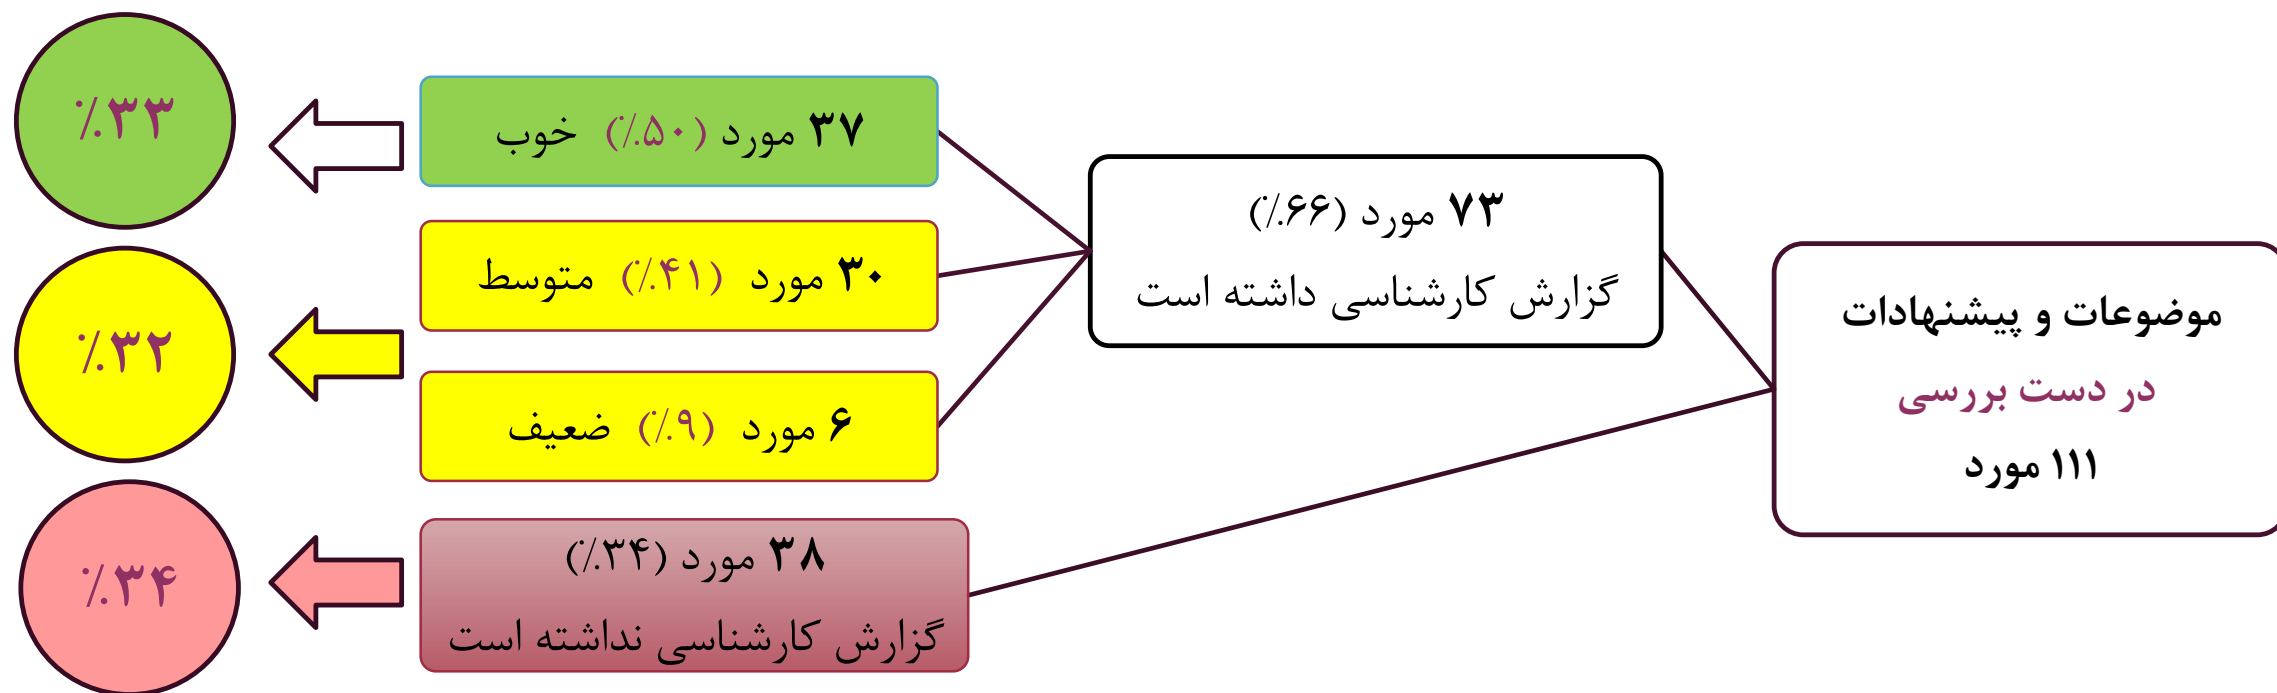 موضوعات و پیشنهادات
در دست بررسی
۱۱۱ مورد
۷۳ مورد (۶۶٪)
گزارش کارشناسی داشته است
۳۷ مورد (۵۰٪) خوب
۳۰ مورد (۴۱٪) متوسط
۶ مورد (۹٪) ضعیف
۳۸ مورد (۳۴٪)
گزارش کارشناسی نداشته است
۳۳٪
۳۲٪
۳۴٪